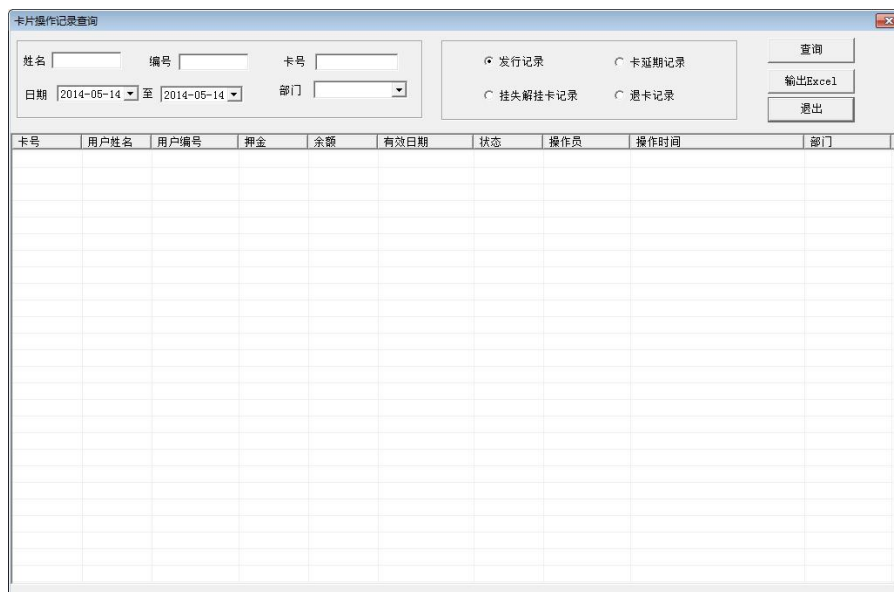 卡片操作记录查询
姓名 编号 卡号
日期 2014-05-14 至 2014-05-14 部门
发行记录 卡延期记录
挂失解挂卡记录 退卡记录
查询
输出Excel
退出
卡号 用户姓名 用户编号 押金 余额 有效日期 状态 操作员 操作时间 部门